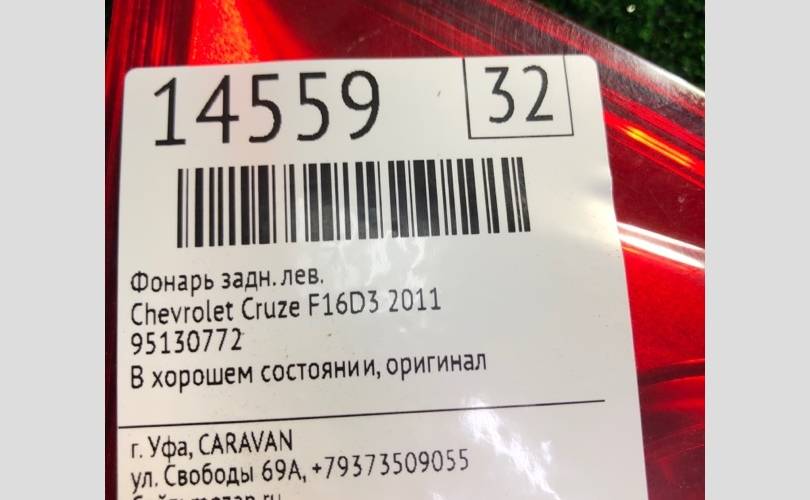 14559
32
Фонарь задн. лев.
Chevrolet Cruze F16D3 2011
95130772
В хорошем состоянии, оригинал
г. Уфа, CARAVAN
ул. Свободы 69А, +79373509055